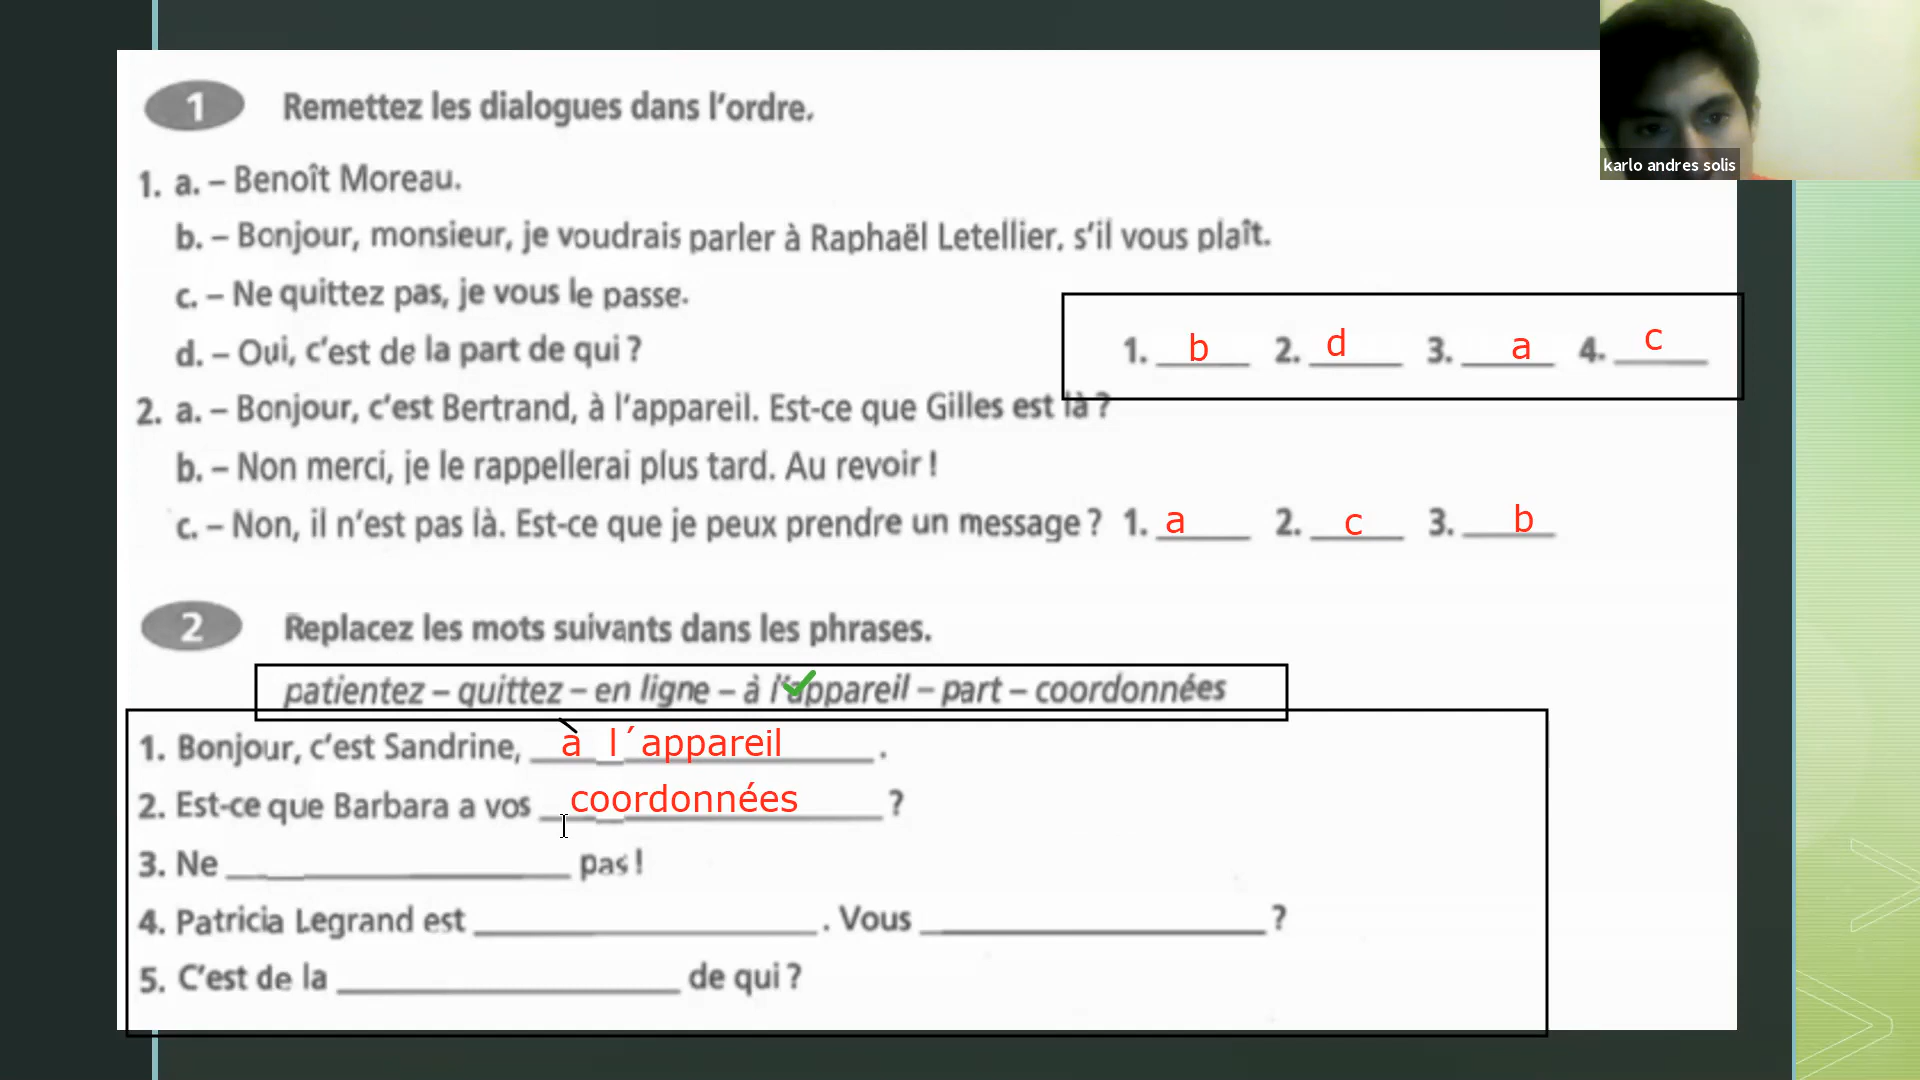 karlo andres solis
1 Remettez les dialogues dans l'ordre.
1. a. – Benoît Moreau.
b. – Bonjour, monsieur, je voudrais parler à Raphaël Letellier, s'il vous plaît.
c. – Ne quittez pas, je vous le passe.
d. – Oui, c'est de la part de qui ?
1. b 2. d 3. a 4. c
2. a. – Bonjour, c'est Bertrand, à l'appareil. Est-ce que Gilles est là ?
b. – Non merci, je le rappellerai plus tard. Au revoir !
c. – Non, il n'est pas là. Est-ce que je peux prendre un message ? 1. a 2. c 3. b
2 Replacez les mots suivants dans les phrases.
patientez – quittez – en ligne – à l'appareil – part – coordonnées
1. Bonjour, c'est Sandrine, à l´appareil .
2. Est-ce que Barbara a vos coordonnées ?
3. Ne ____________ pas !
4. Patricia Legrand est ____________ . Vous ____________ ?
5. C'est de la ____________ de qui ?